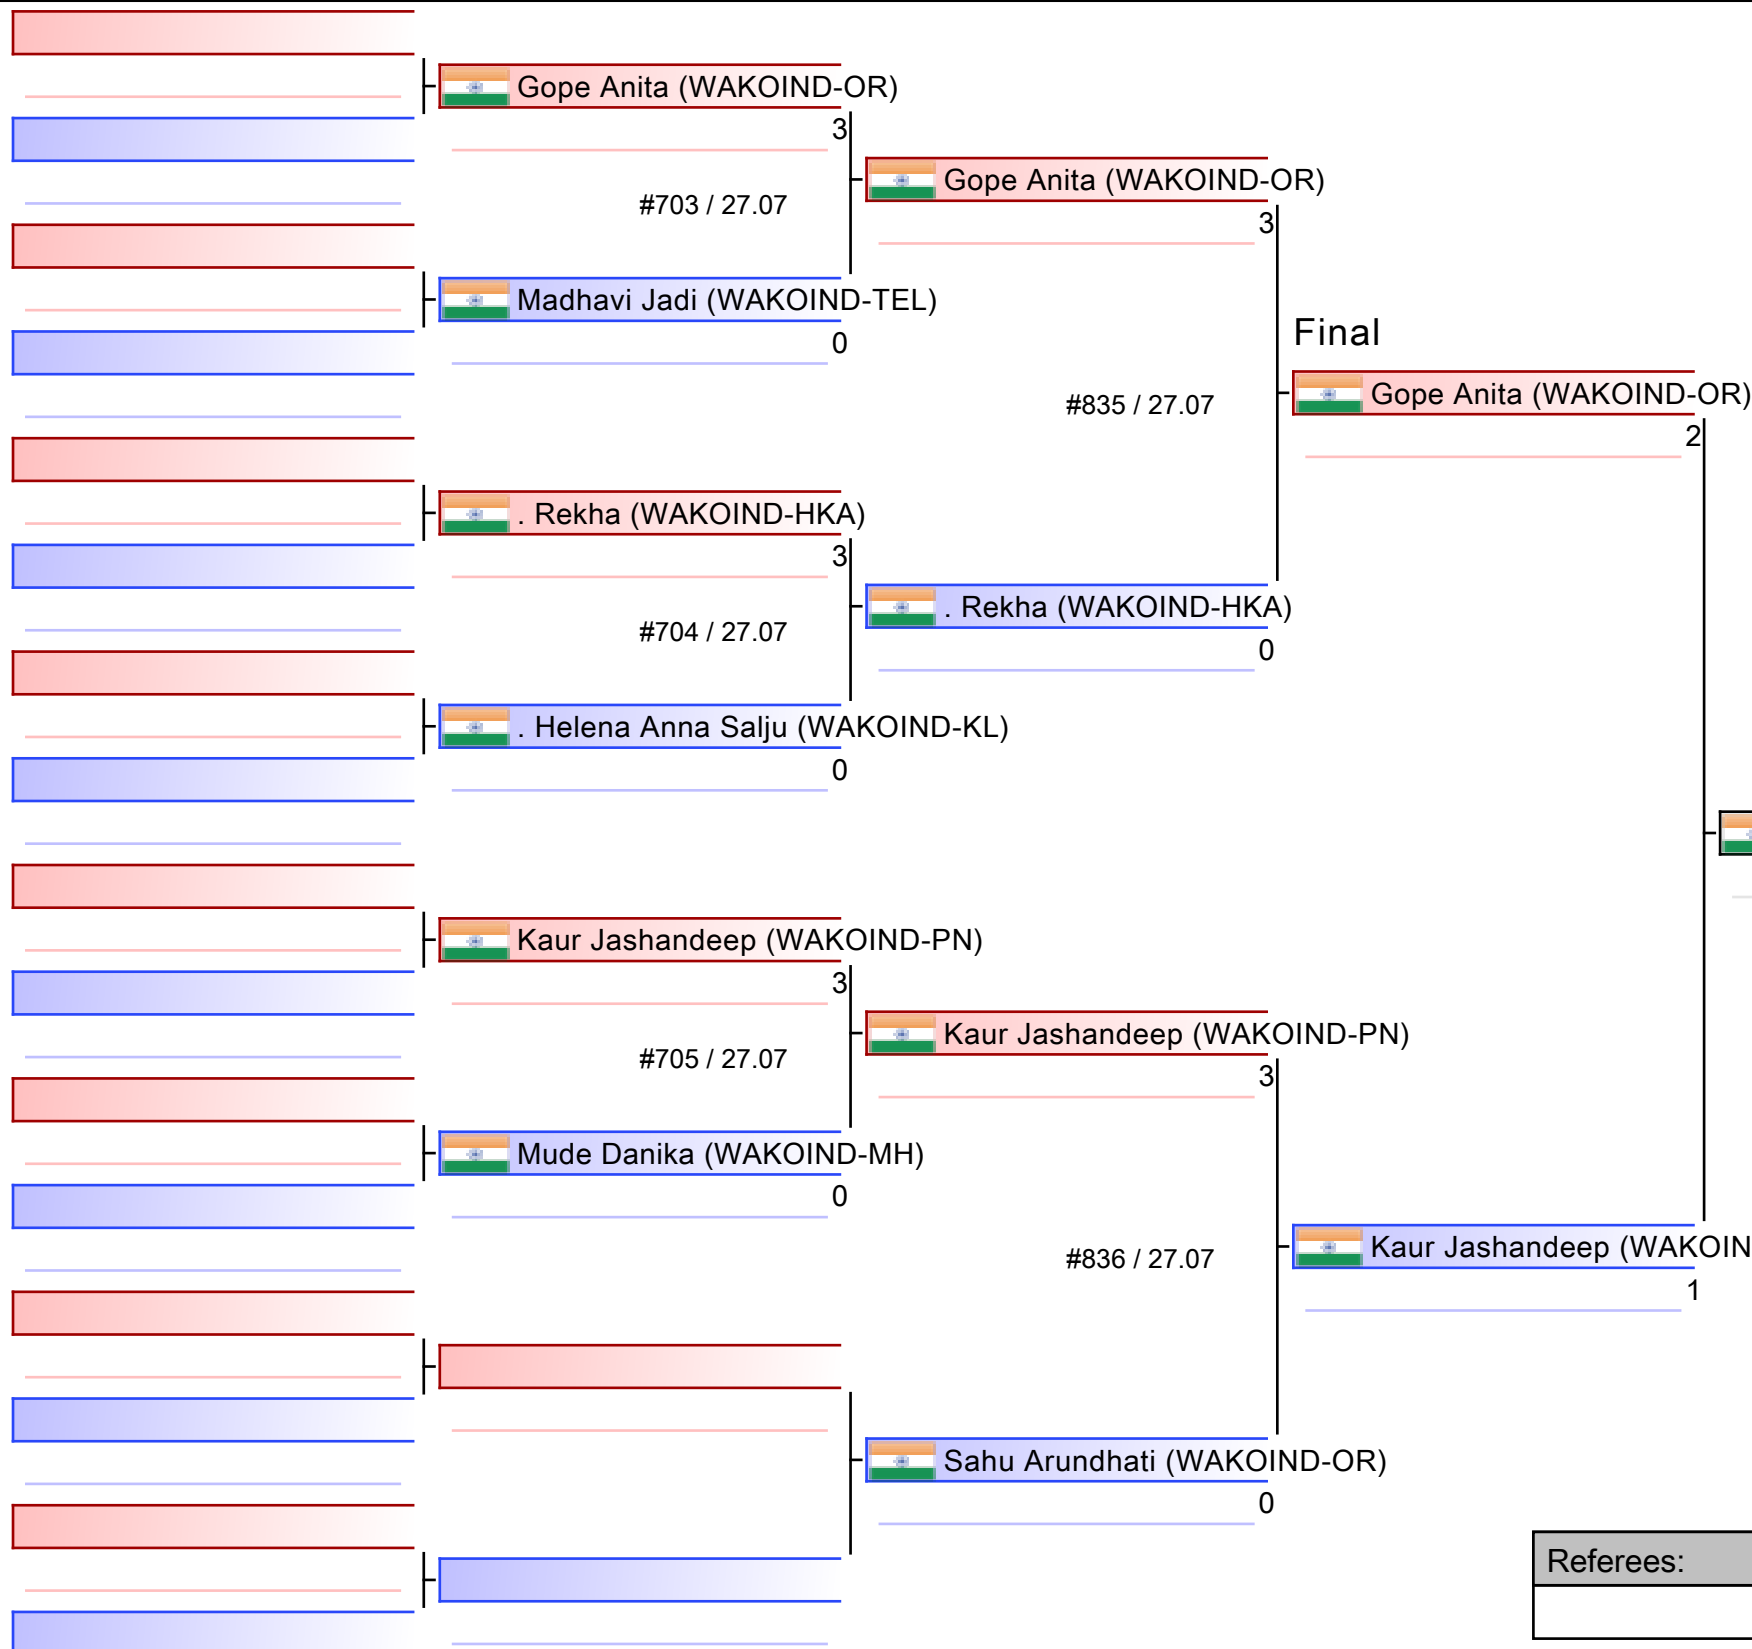 Gope Anita (WAKOIND-OR)
3
#703 / 27.07
Gope Anita (WAKOIND-OR)
3
Madhavi Jadi (WAKOIND-TEL)
0
Final
#835 / 27.07
Gope Anita (WAKOIND-OR)
2
. Rekha (WAKOIND-HKA)
3
#704 / 27.07
. Rekha (WAKOIND-HKA)
0
. Helena Anna Salju (WAKOIND-KL)
0
Kaur Jashandeep (WAKOIND-PN)
3
#705 / 27.07
Kaur Jashandeep (WAKOIND-PN)
3
Mude Danika (WAKOIND-MH)
0
#836 / 27.07
Kaur Jashandeep (WAKOIN
1
Sahu Arundhati (WAKOIND-OR)
0
Referees: